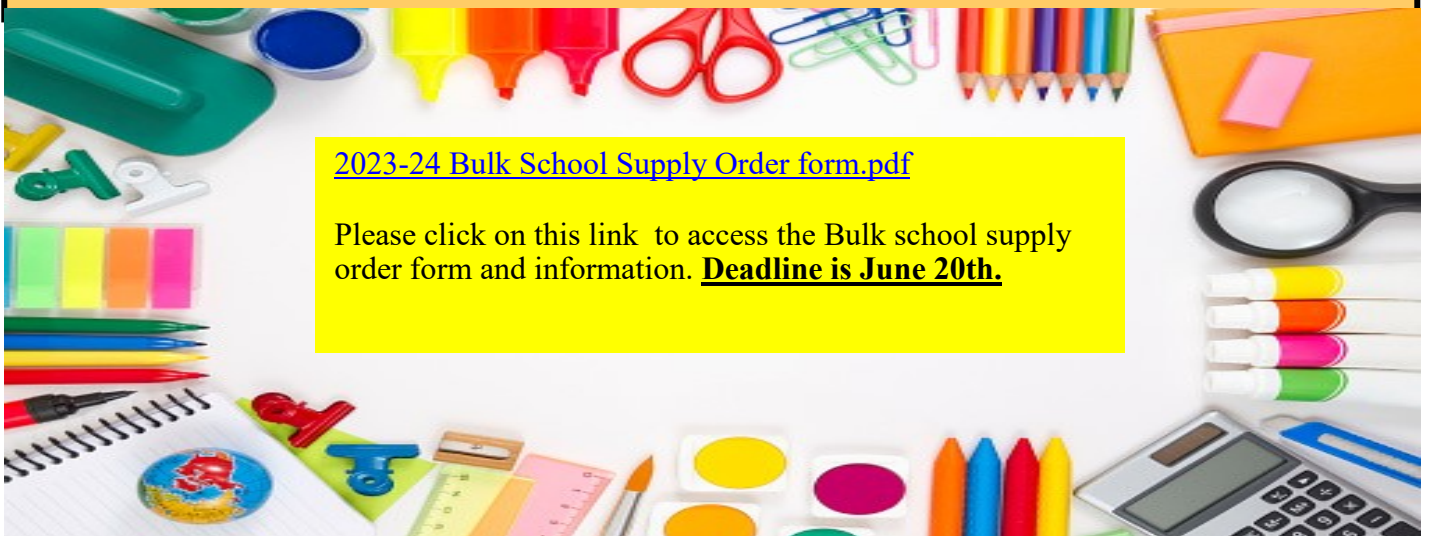 2023-24 Bulk School Supply Order form.pdf
Please click on this link  to access the Bulk school supply
order form and information. Deadline is June 20th.